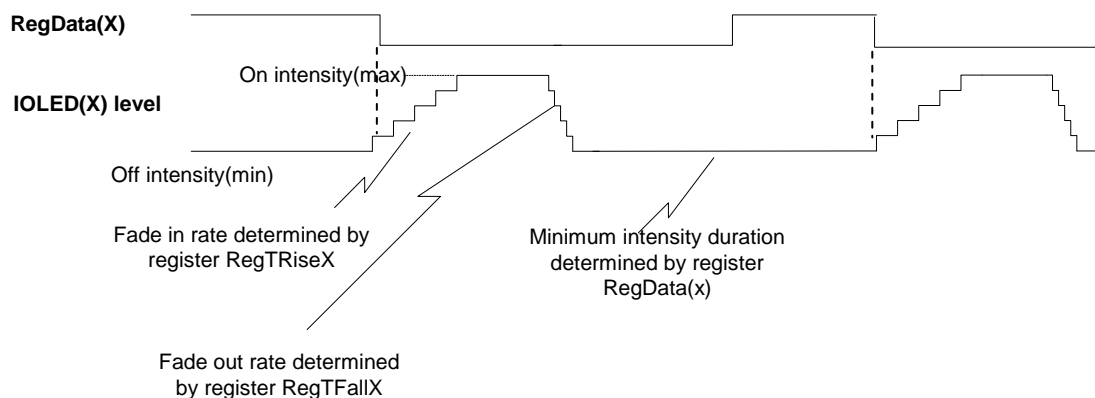 RegData(X)
On intensity(max)
IOLED(X) level
Off intensity(min)
Fade in rate determined by
register RegTRiseX
Minimum intensity duration
determined by register
RegData(x)
Fade out rate determined
by register RegTFallX